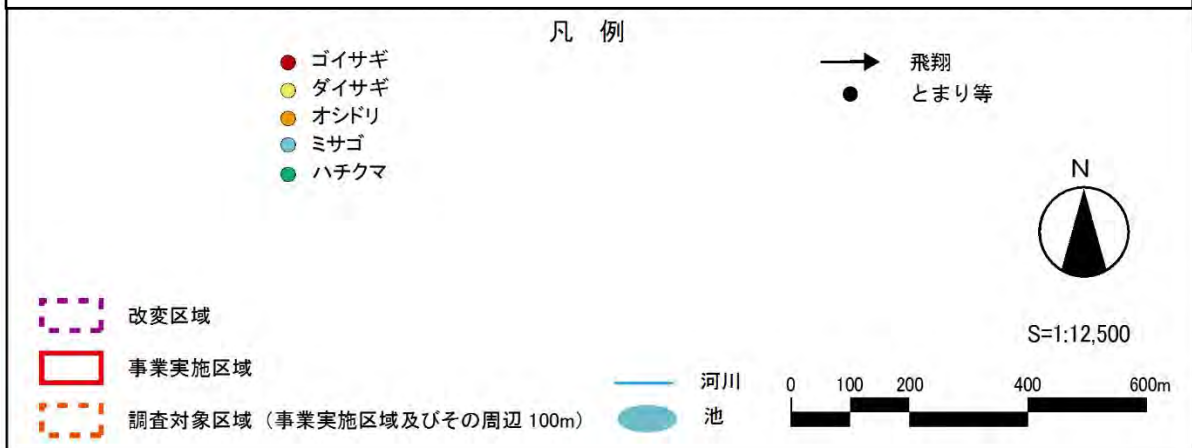 凡 例
ゴイサギ
ダイサギ
オシドリ
ミサゴ
ハチクマ
飛翔
とまり等
N
S=1:12,500
改変区域
事業実施区域
調査対象区域（事業実施区域及びその周辺 100m）
河川
池
0 100 200 400 600m